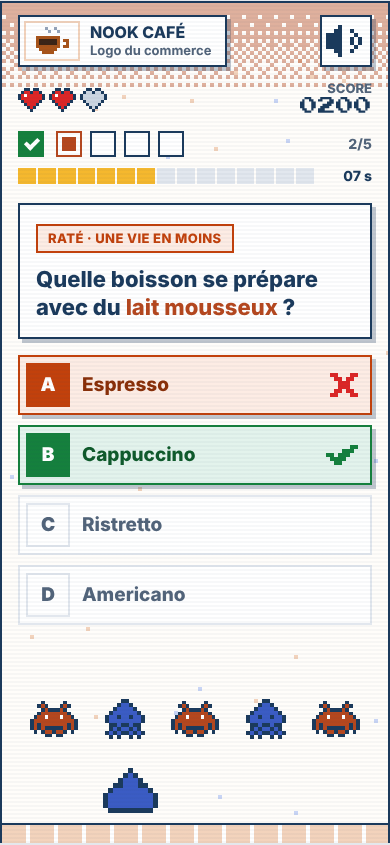 NOOK CAFÉ
Logo du commerce
SCORE
0200
2/5
07 s
RATÉ · UNE VIE EN MOINS
Quelle boisson se prépare
avec du lait mousseux ?
A Espresso
B Cappuccino
C Ristretto
D Americano